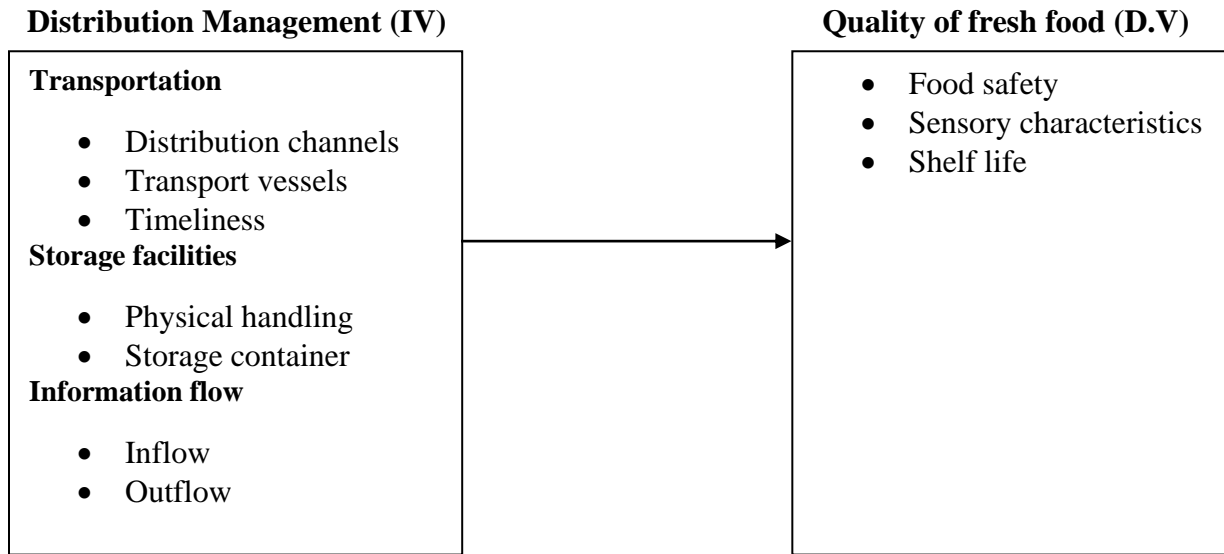 Distribution Management (IV)
Transportation
• Distribution channels
• Transport vessels
• Timeliness
Storage facilities
• Physical handling
• Storage container
Information flow
• Inflow
• Outflow
Quality of fresh food (D.V)
• Food safety
• Sensory characteristics
• Shelf life